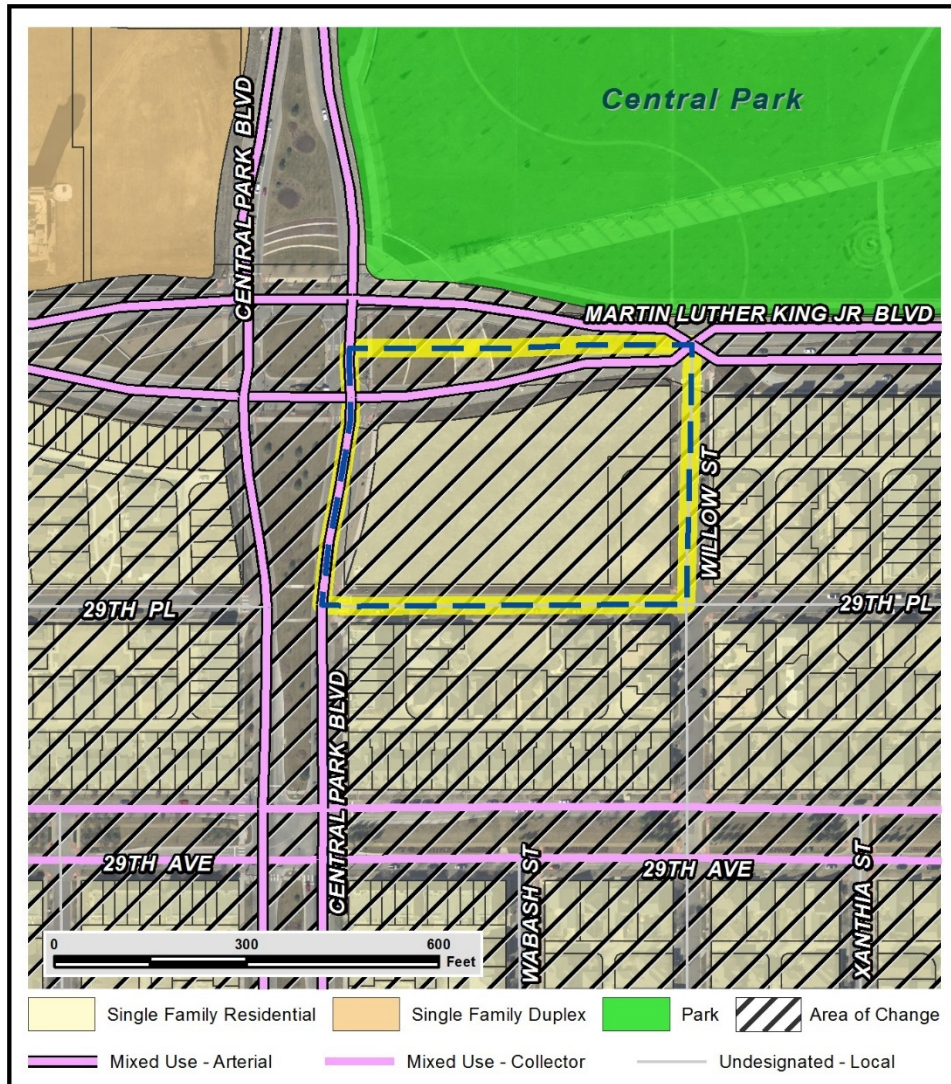 Central Park
CENTRAL PARK BLVD
MARTIN LUTHER KING JR BLVD
WILLOW ST
29TH PL
29TH PL
CENTRAL PARK BLVD
29TH AVE
WABASH ST
29TH AVE
XANTHIA ST
0 300 600
Feet
Single Family Residential Single Family Duplex Park Area of Change
Mixed Use - Arterial Mixed Use - Collector Undesignated - Local